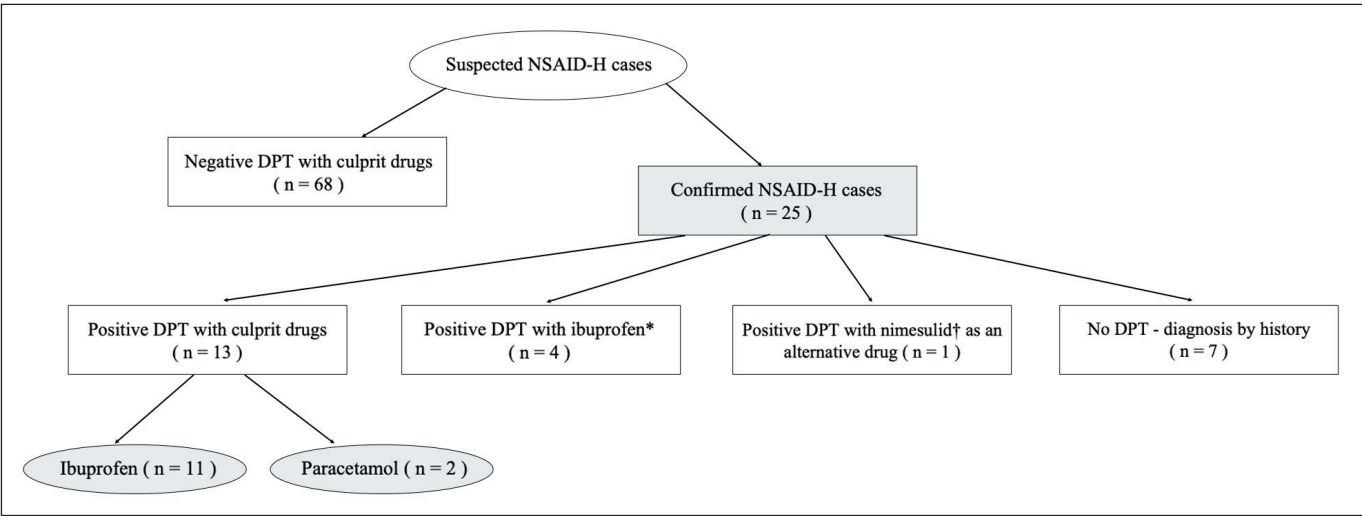 Suspected NSAID-H cases
Negative DPT with culprit drugs
( n = 68 )
Confirmed NSAID-H cases
( n = 25 )
Positive DPT with culprit drugs
( n = 13 )
Positive DPT with ibuprofen*
( n = 4 )
Positive DPT with nimesulid† as an
alternative drug ( n = 1 )
No DPT - diagnosis by history
( n = 7 )
Ibuprofen ( n = 11 )
Paracetamol ( n = 2 )